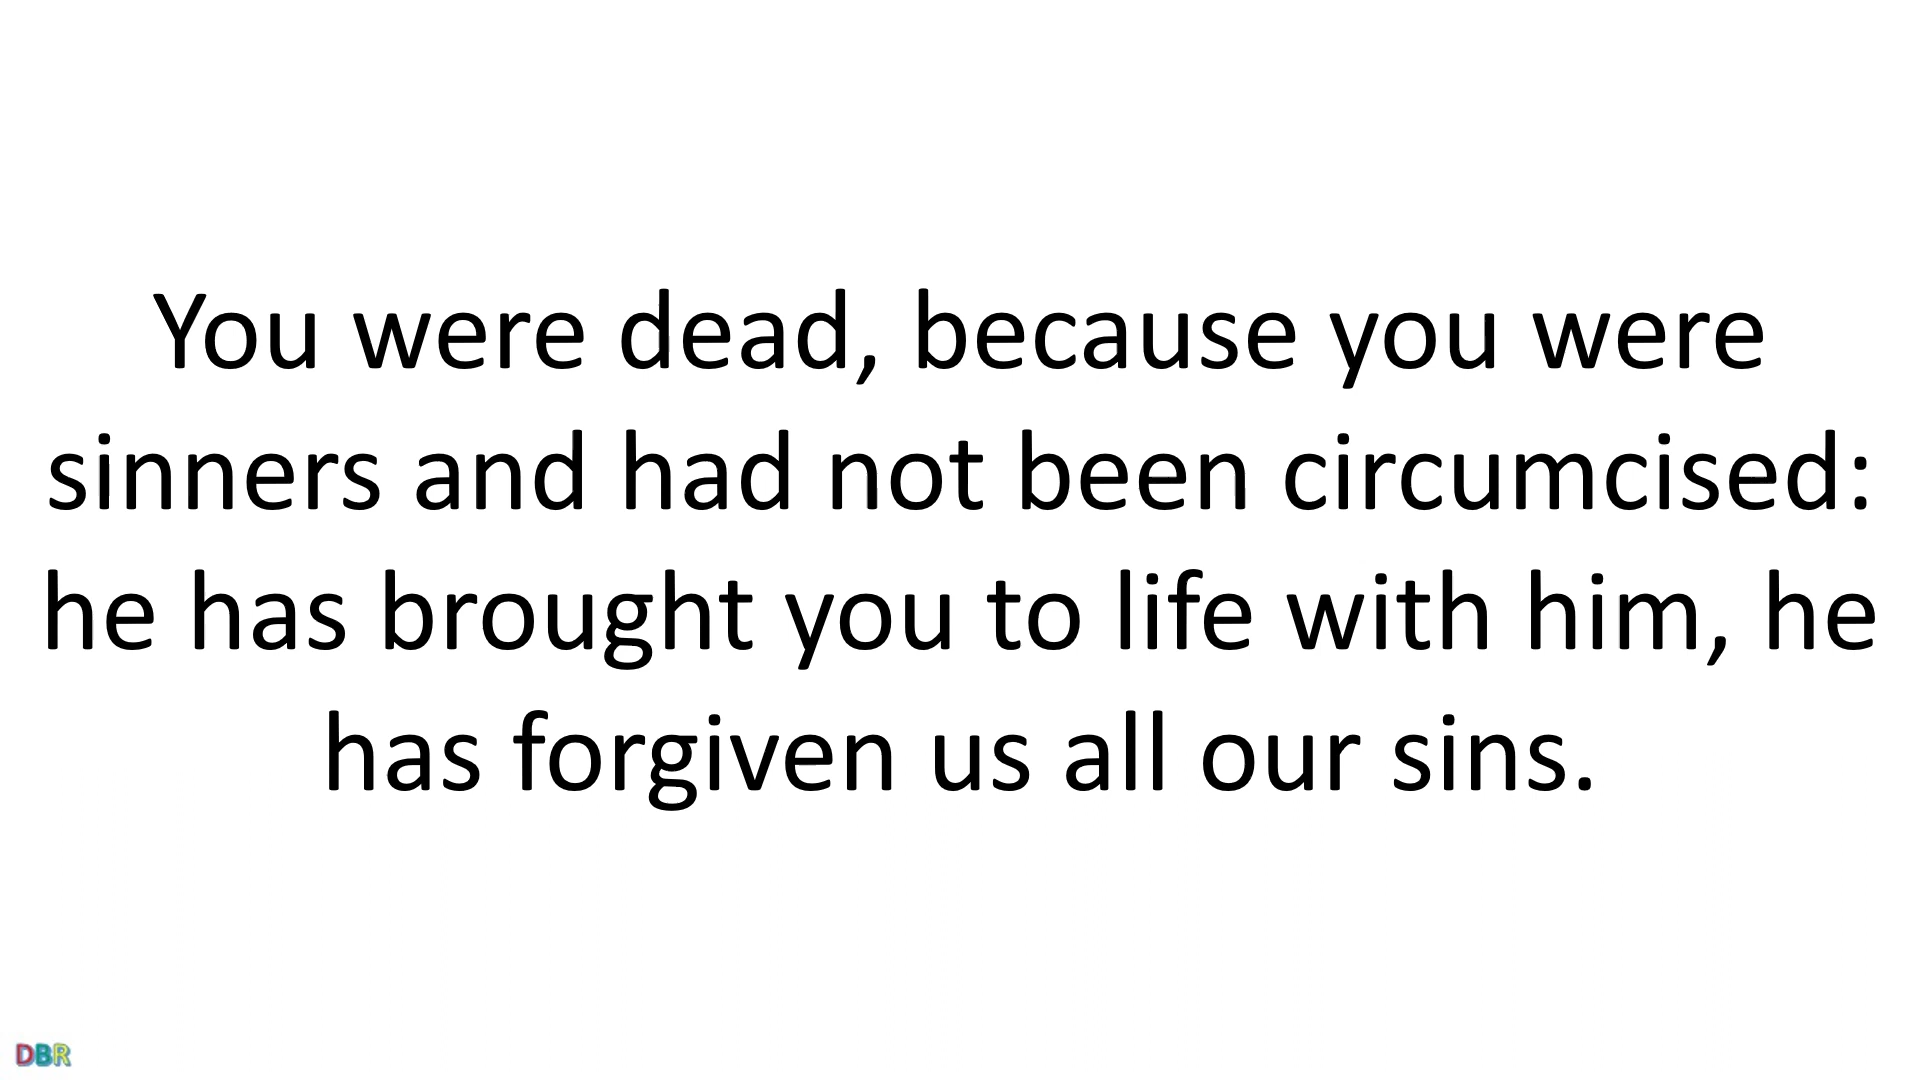 You were dead, because you were
sinners and had not been circumcised:
he has brought you to life with him, he
has forgiven us all our sins.
DBR